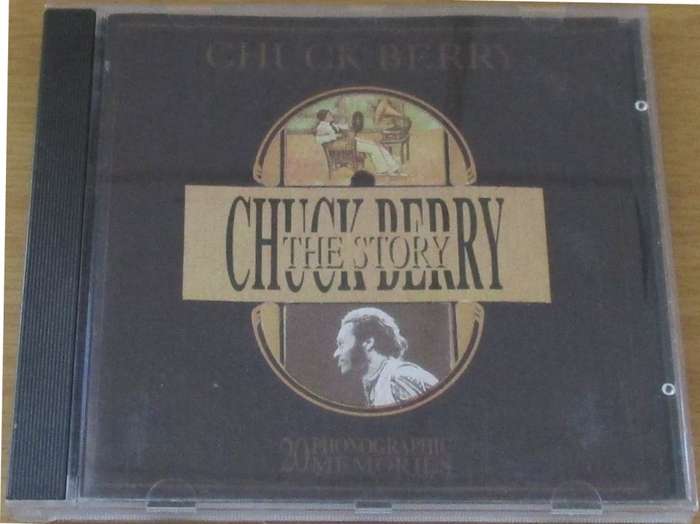 CHUCK BERRY
CHUCK BERRY
THE STORY
20 PHONOGRAPHIC
MEMORIES